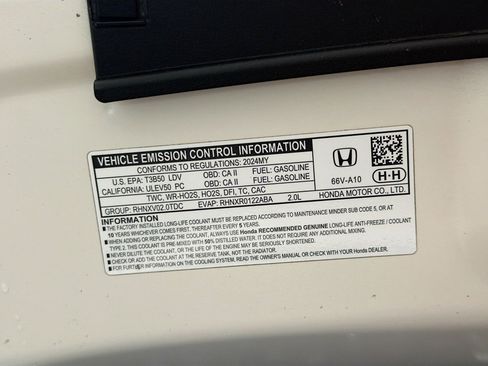 VEHICLE EMISSION CONTROL INFORMATION
CONFORMS TO REGULATIONS: 2024MY
U.S. EPA: T3B50 LDV OBD: CA II FUEL: GASOLINE
CALIFORNIA: ULEV50 PC OBD: CA II FUEL: GASOLINE
TWC, WR-HO2S, HO2S, DFI, TC, CAC
GROUP: RHNXV02.0TDC EVAP: RHNXR0122ABA 2.0L
66V-A10
H-H
HONDA MOTOR CO., LTD.
INFORMATION
■ THE FACTORY INSTALLED LONG-LIFE COOLANT MUST BE REPLACED ACCORDING TO MAINTENANCE MINDER SUB CODE 5, OR AT
10 YEARS WHICHEVER COMES FIRST, THEREAFTER EVERY 5 YEARS.
■ WHEN ADDING OR REPLACING THE COOLANT, ALWAYS USE Honda RECOMMENDED GENUINE LONG-LIFE ANTI-FREEZE / COOLANT
TYPE 2. THIS COOLANT IS PRE-MIXED WITH 50% DISTILLED WATER, IT DOES NOT REQUIRE ANY ADDITIONAL MIXING.
■ NEVER DILUTE THE COOLANT, OR THE LIFE OF THE ENGINE MAY BE SERIOUSLY SHORTENED.
■ CHECK OR ADD THE COOLANT AT THE RESERVE TANK, NOT THE RADIATOR.
■ FOR FURTHER INFORMATION ON THE COOLING SYSTEM, READ THE OWNER'S MANUAL OR CHECK WITH YOUR Honda DEALER.